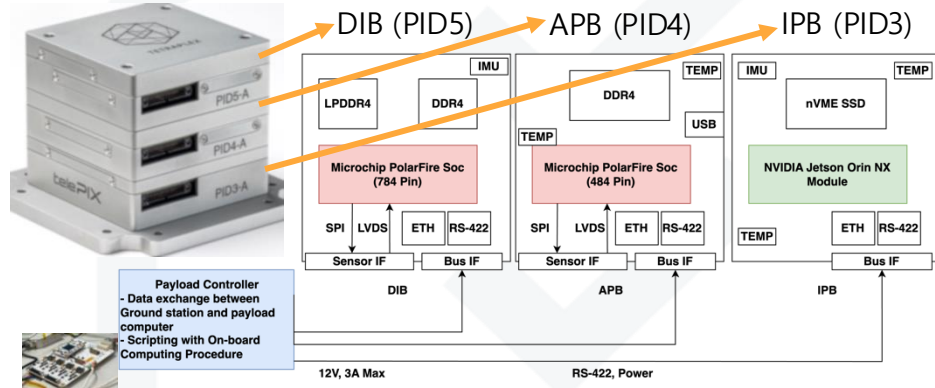 DIB (PID5)
APB (PID4)
IPB (PID3)
TETRAPLEX
PID5-A
PID4-A
PID3-A
telePIX
IMU
LPDDR4
DDR4
Microchip PolarFire Soc
(784 Pin)
SPI
LVDS
ETH
RS-422
Sensor IF
Bus IF
DIB
TEMP
DDR4
USB
TEMP
Microchip PolarFire Soc
(484 Pin)
SPI
LVDS
ETH
RS-422
Sensor IF
Bus IF
APB
IMU
TEMP
nVME SSD
NVIDIA Jetson Orin NX
Module
TEMP
ETH
RS-422
Bus IF
IPB
Payload Controller
- Data exchange between
Ground station and payload
computer
- Scripting with On-board
Computing Procedure
12V, 3A Max
RS-422, Power